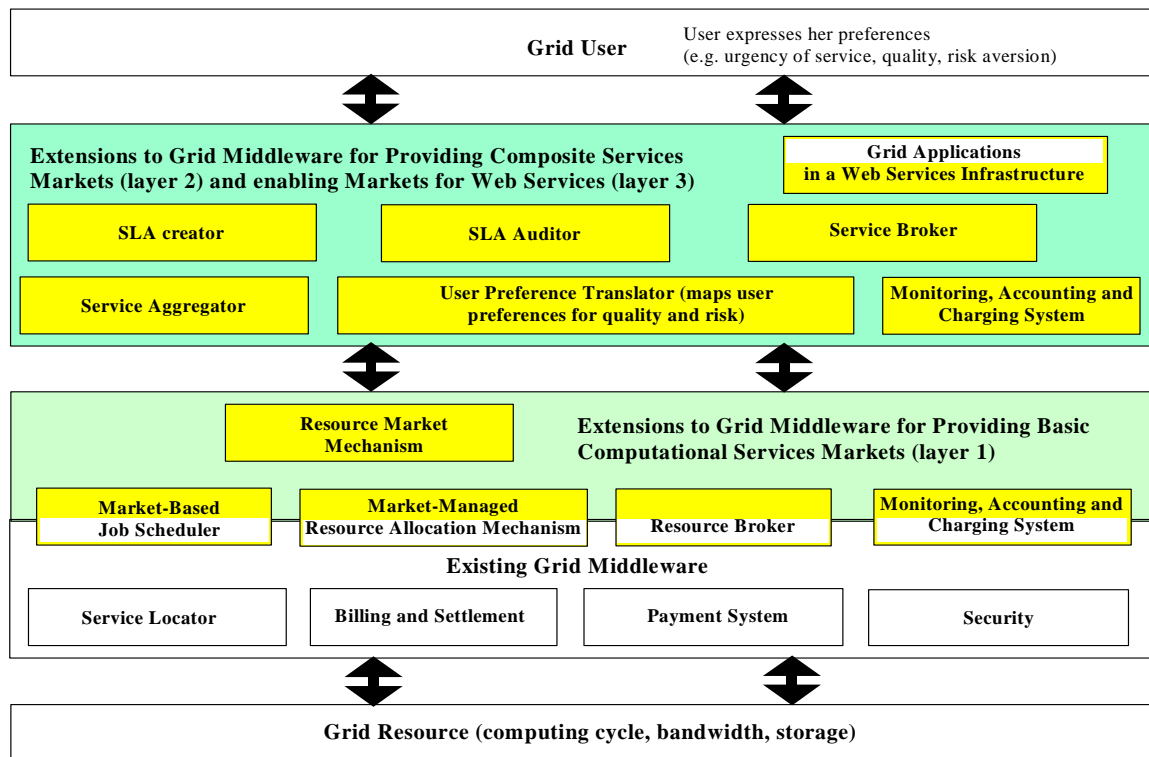 Grid User
User expresses her preferences
(e.g. urgency of service, quality, risk aversion)
Extensions to Grid Middleware for Providing Composite Services
Markets (layer 2) and enabling Markets for Web Services (layer 3)
Grid Applications
in a Web Services Infrastructure
SLA creator
SLA Auditor
Service Broker
Service Aggregator
User Preference Translator (maps user
preferences for quality and risk)
Monitoring, Accounting and
Charging System
Resource Market
Mechanism
Extensions to Grid Middleware for Providing Basic
Computational Services Markets (layer 1)
Market-Based
Job Scheduler
Market-Managed
Resource Allocation Mechanism
Resource Broker
Monitoring, Accounting and
Charging System
Existing Grid Middleware
Service Locator
Billing and Settlement
Payment System
Security
Grid Resource (computing cycle, bandwidth, storage)